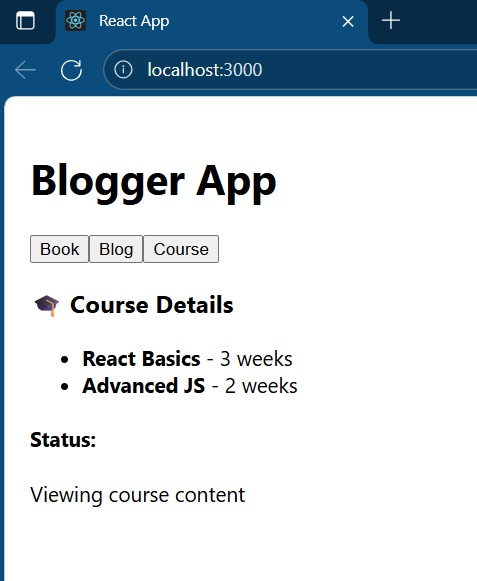 React App
localhost:3000
Blogger App
Book Blog Course
🎓 Course Details
• React Basics - 3 weeks
• Advanced JS - 2 weeks
Status:
Viewing course content